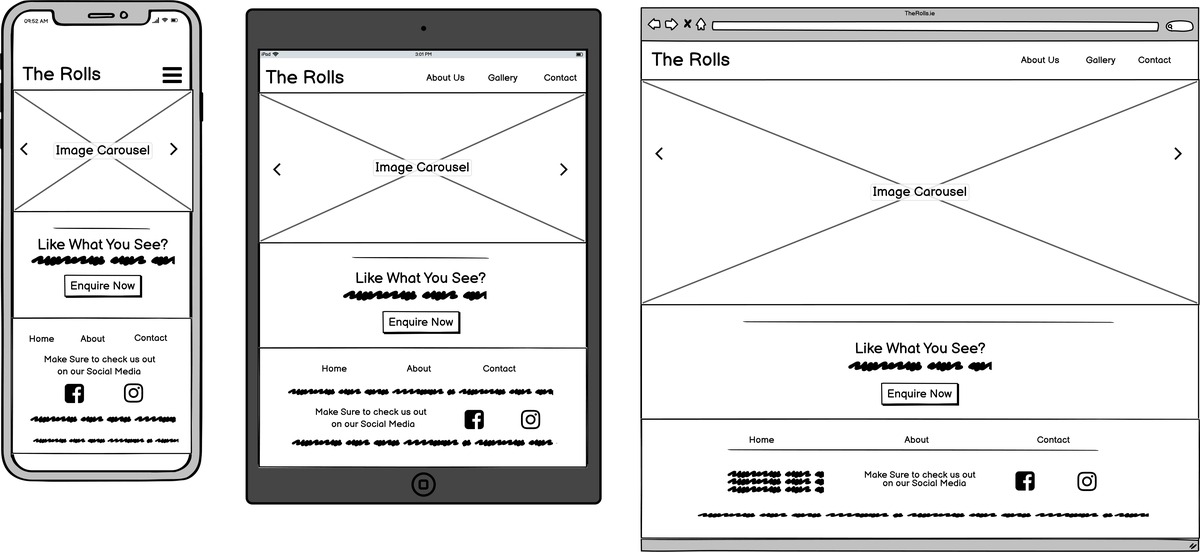 09:52 AM
The Rolls
Image Carousel
Like What You See?
Enquire Now
Home About Contact
Make Sure to check us out
on our Social Media
iPod 3:01 PM
The Rolls About Us Gallery Contact
Image Carousel
Like What You See?
Enquire Now
Home About Contact
Make Sure to check us out
on our Social Media
TheRolls.ie
The Rolls About Us Gallery Contact
Image Carousel
Like What You See?
Enquire Now
Home About Contact
Make Sure to check us out
on our Social Media